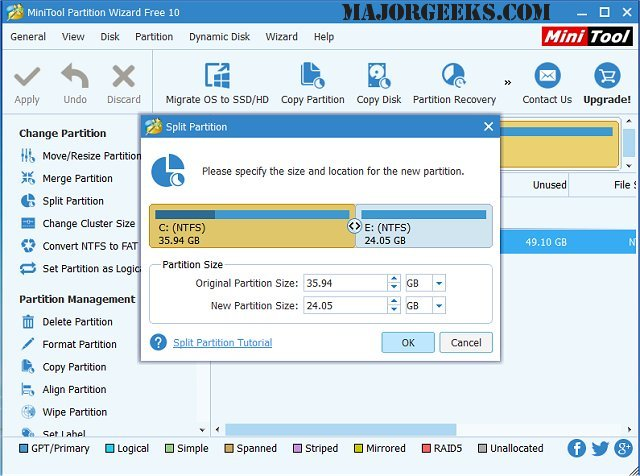 MiniTool Partition Wizard Free 10
MAJORGEEKS.COM
General View Disk Partition Dynamic Disk Wizard Help
Mini Tool
Apply Undo Discard Migrate OS to SSD/HD Copy Partition Copy Disk Partition Recovery » Contact Us Upgrade!
Change Partition
Move/Resize Partition
Merge Partition
Split Partition
Change Cluster Size
Convert NTFS to FAT
Set Partition as Logica
Partition Management
Delete Partition
Format Partition
Copy Partition
Align Partition
Wipe Partition
Set Label
Unused File S
49.10 GB N
Split Partition
Please specify the size and location for the new partition.
C: (NTFS)
35.94 GB
E: (NTFS)
24.05 GB
Partition Size
Original Partition Size: 35.94 GB
New Partition Size: 24.05 GB
? Split Partition Tutorial OK Cancel
GPT/Primary Logical Simple Spanned Striped Mirrored RAID5 Unallocated